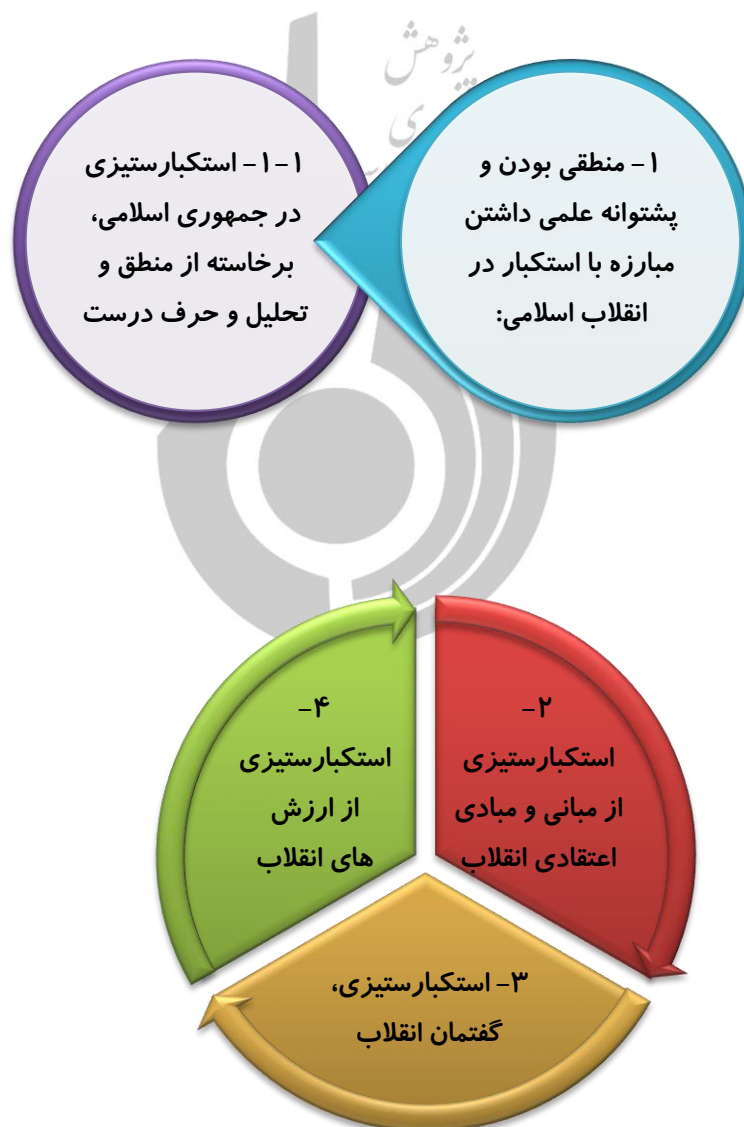 پژوهش
ی
۱- منطقی بودن و
پشتوانه علمی داشتن
مبارزه با استکبار در
انقلاب اسلامی:
۱-۱- استکبارستیزی
در جمهوری اسلامی،
برخاسته از منطق و
تحلیل و حرف درست
۲-
استکبارستیزی
از مبانی و مبادی
اعتقادی انقلاب
۳- استکبارستیزی،
گفتمان انقلاب
۴-
استکبارستیزی
از ارزش
های انقلاب